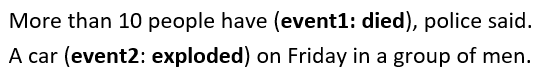 More than 10 people have (event1: died), police said.
A car (event2: exploded) on Friday in a group of men.